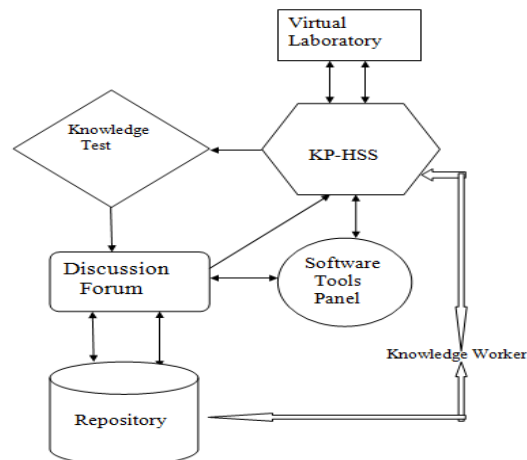 Virtual
Laboratory
Knowledge
Test
KP-HSS
Discussion
Forum
Software
Tools
Panel
Knowledge Worker
Repository